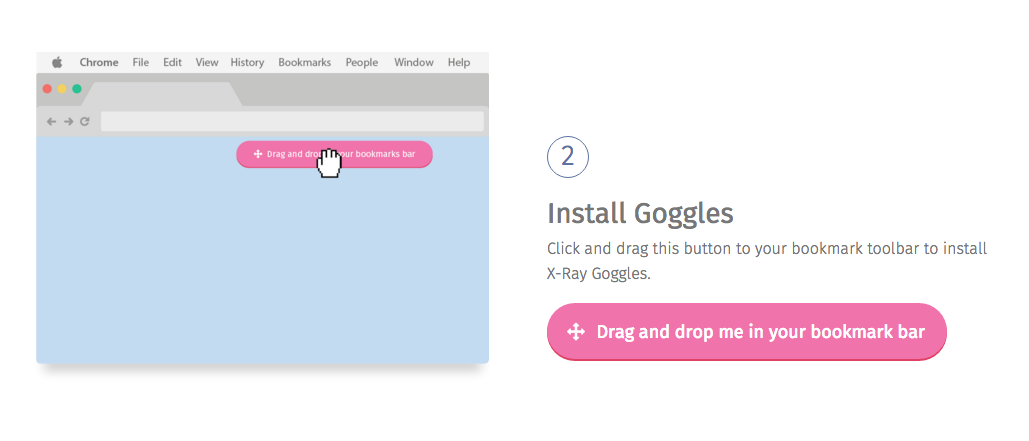 Chrome File Edit View History Bookmarks People Window Help
Drag and drop your bookmarks bar
2
Install Goggles
Click and drag this button to your bookmark toolbar to install
X-Ray Goggles.
Drag and drop me in your bookmark bar